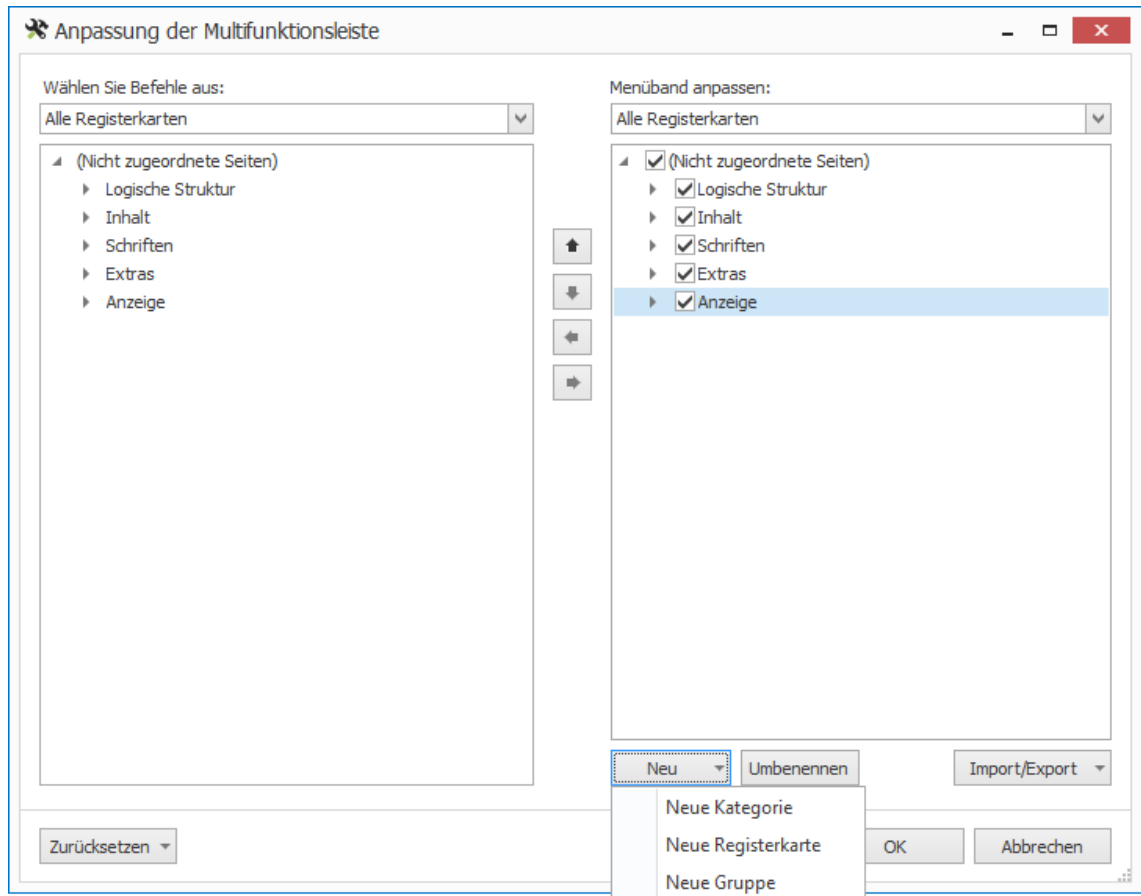 Anpassung der Multifunktionsleiste
Wählen Sie Befehle aus:
Alle Registerkarten
(Nicht zugeordnete Seiten)
Logische Struktur
Inhalt
Schriften
Extras
Anzeige
Menüband anpassen:
Alle Registerkarten
(Nicht zugeordnete Seiten)
Logische Struktur
Inhalt
Schriften
Extras
Anzeige
Neu
Umbenennen
Import/Export
Neue Kategorie
Neue Registerkarte
Neue Gruppe
Zurücksetzen
OK
Abbrechen